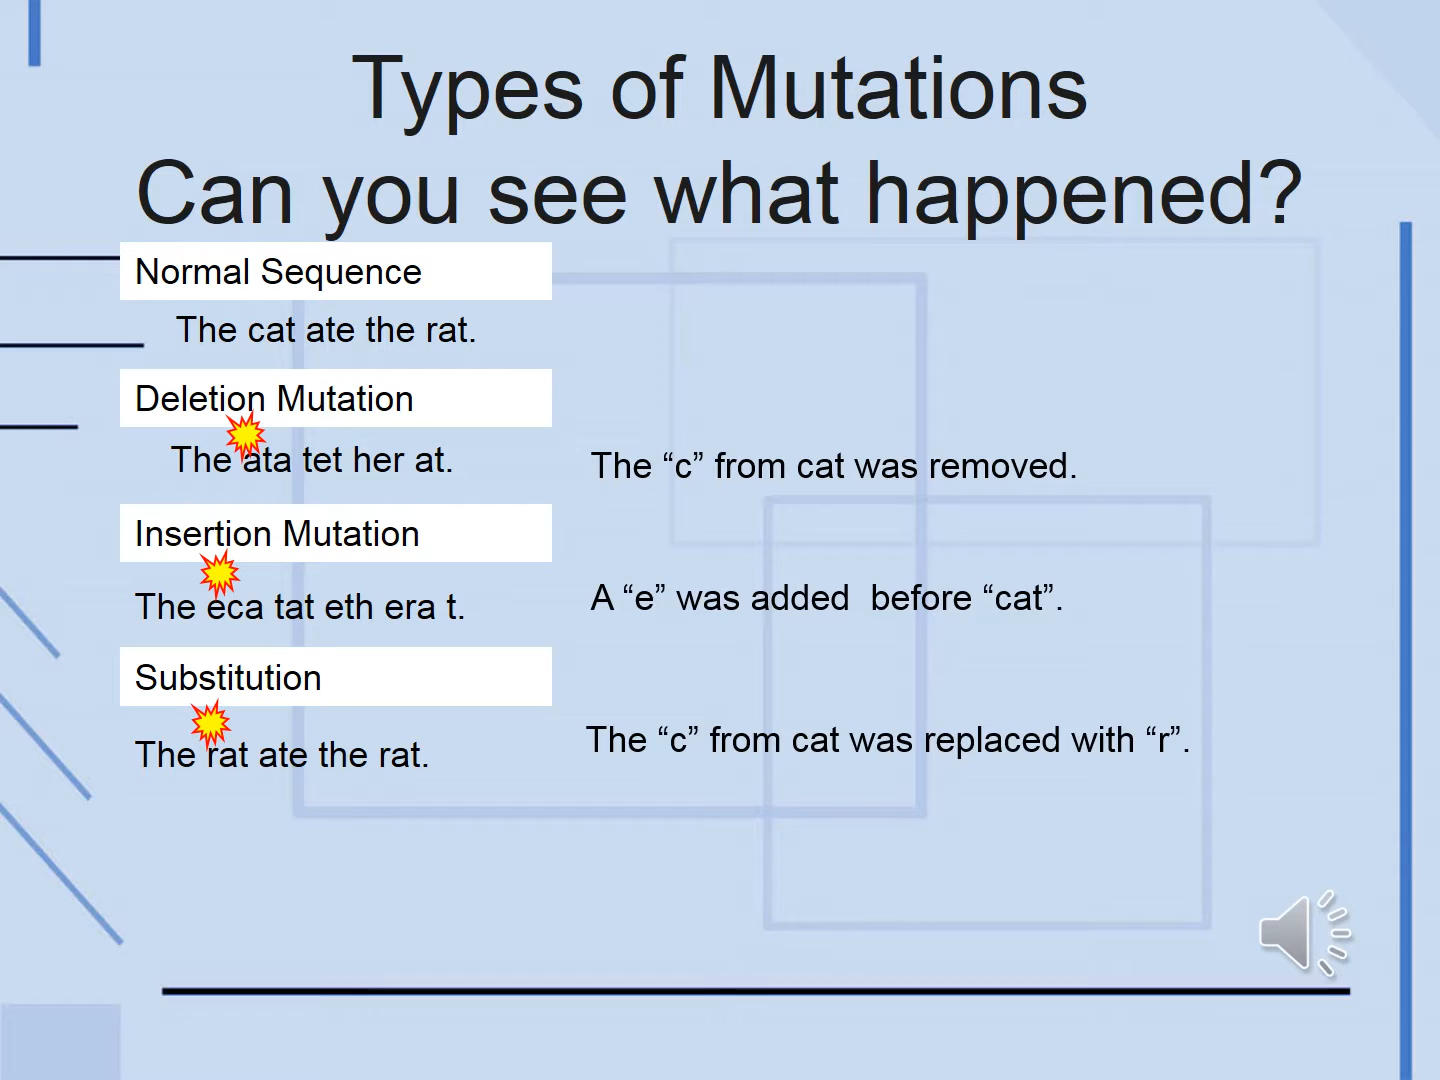 Types of Mutations
Can you see what happened?
Normal Sequence
The cat ate the rat.
Deletion Mutation
The ata tet her at.
The “c” from cat was removed.
Insertion Mutation
The eca tat eth era t.
A “e” was added  before “cat”.
Substitution
The rat ate the rat.
The “c” from cat was replaced with “r”.